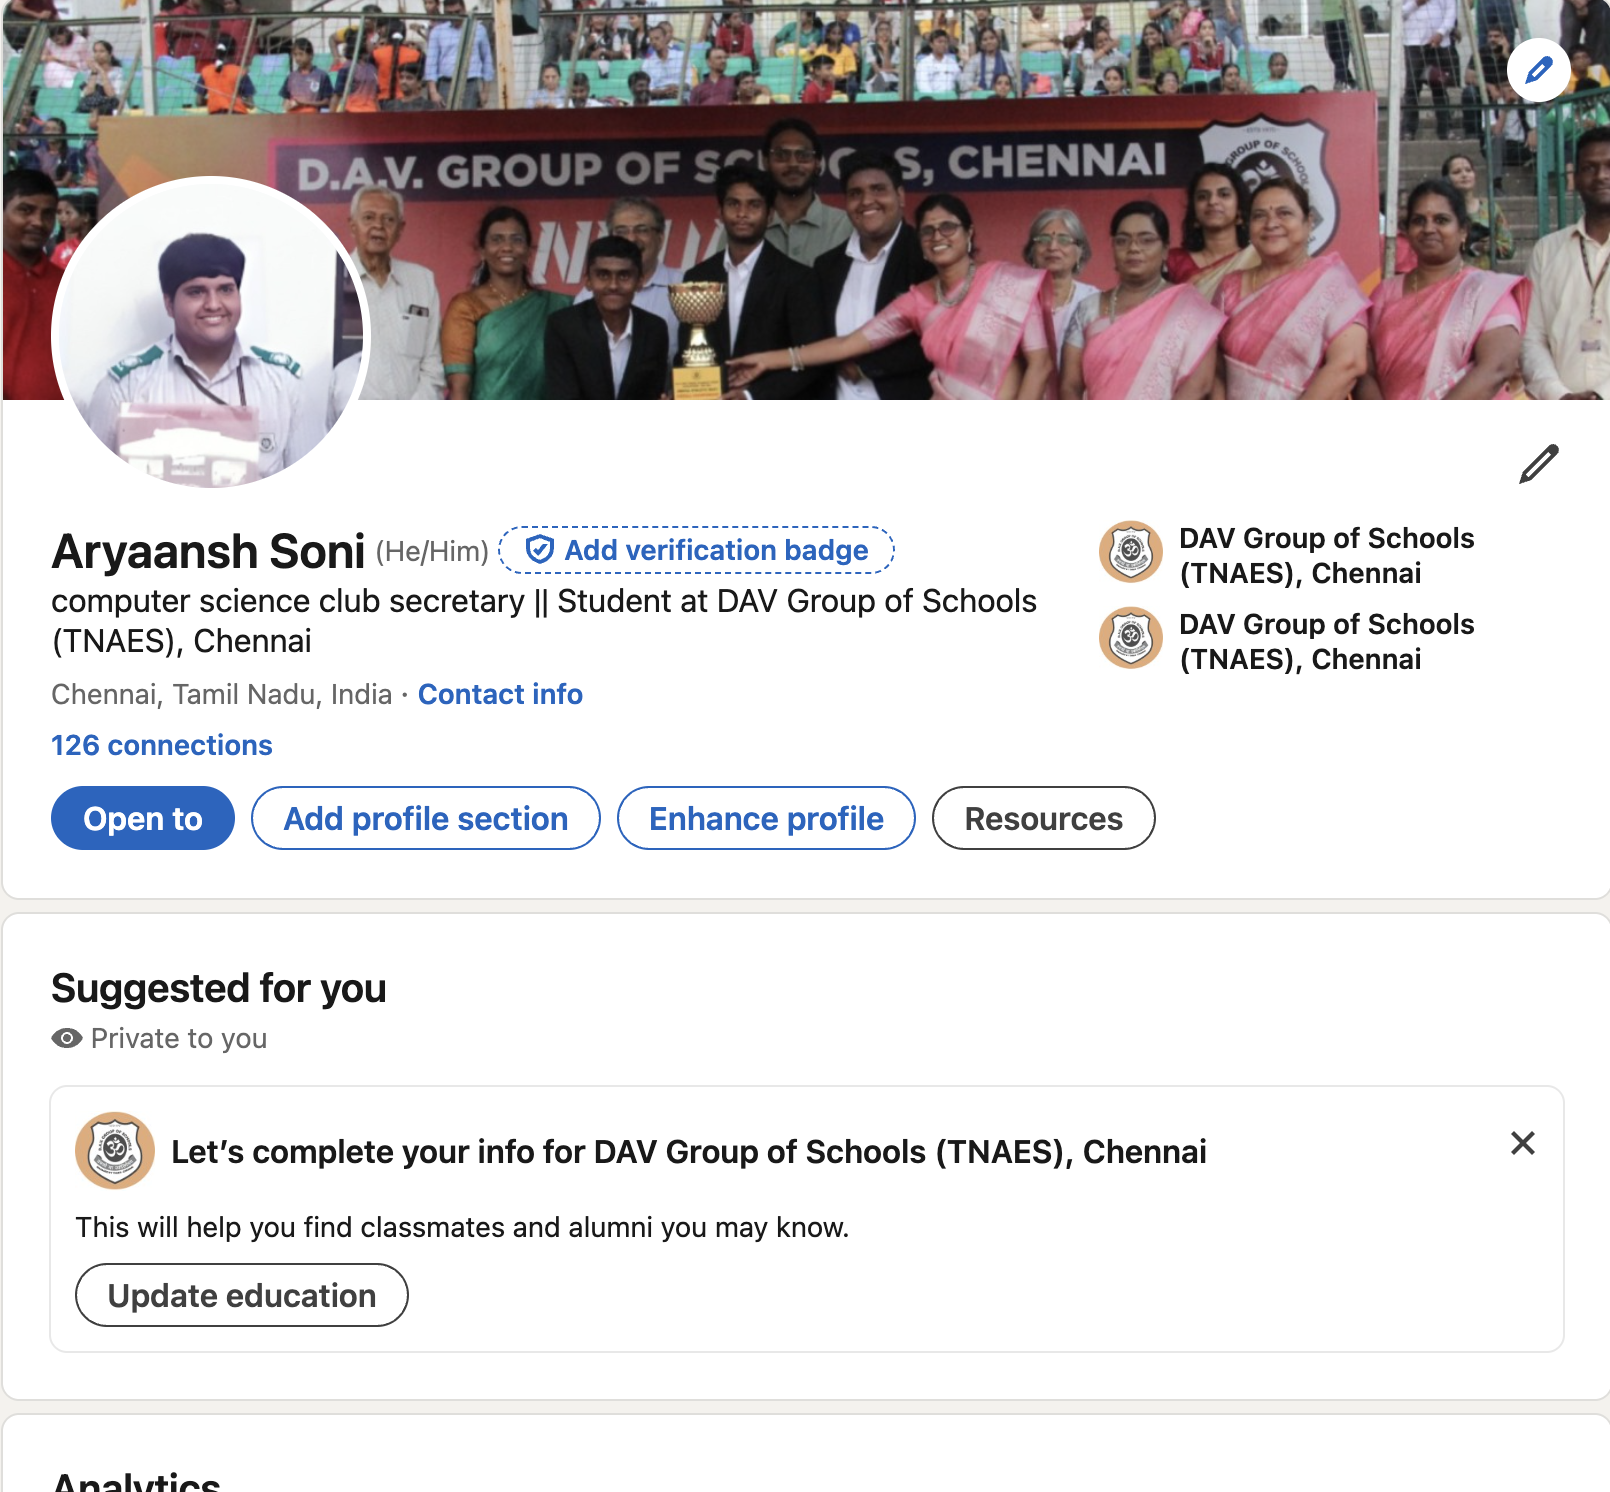 D.A.V. GROUP OF SC S, CHENNAI
GROUP OF SCHOOLS
Aryaansh Soni (He/Him) Add verification badge
computer science club secretary || Student at DAV Group of Schools
(TNAES), Chennai
Chennai, Tamil Nadu, India · Contact info
126 connections
DAV Group of Schools
(TNAES), Chennai
DAV Group of Schools
(TNAES), Chennai
Open to
Add profile section
Enhance profile
Resources
Suggested for you
Private to you
Let’s complete your info for DAV Group of Schools (TNAES), Chennai
This will help you find classmates and alumni you may know.
Update education
Analytics